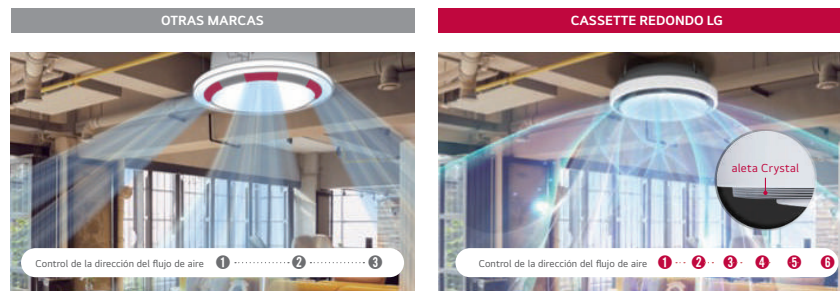 OTRAS MARCAS
CASSETTE REDONDO LG
aleta Crystal
Control de la dirección del flujo de aire 1 2 3
Control de la dirección del flujo de aire 1 2 3 4 5 6